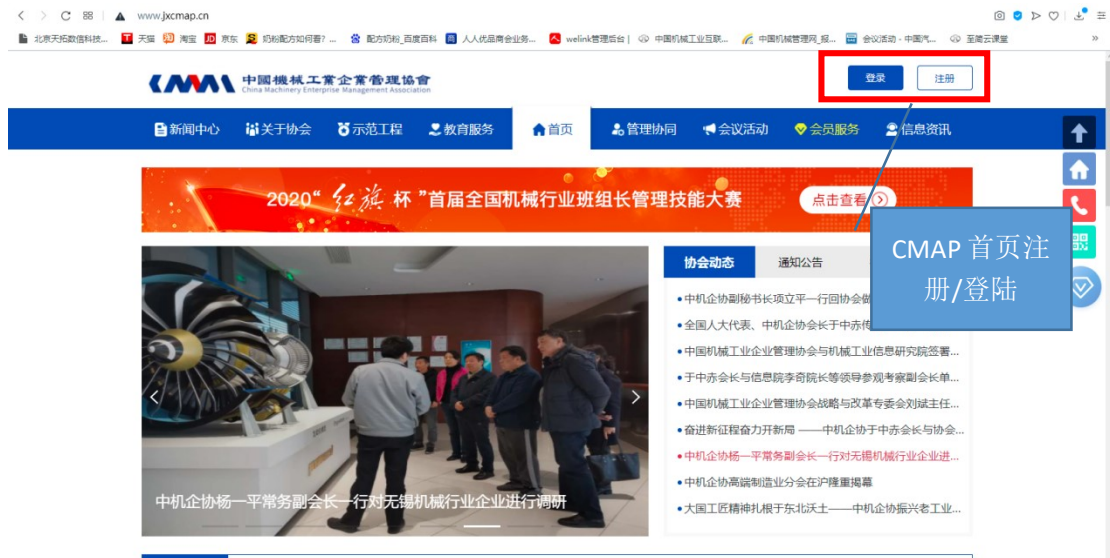 www.jxcmap.cn
北京天拓数信科技... 天猫 淘宝 京东 奶粉配方如何看? ... 配方奶粉_百度百科 人人优品商会业务... welink管理后台 | 中国机械工业互联... 中国机械管理网_报... 会议活动 - 中国汽... 至简云课堂 »
中國機械工業企業管理協會
China Machinery Enterprise Management Association
登录 注册
新闻中心 关于协会 示范工程 教育服务 首页 管理协同 会议活动 会员服务 信息资讯
2020“红旗杯”首届全国机械行业班组长管理技能大赛 点击查看
协会动态 通知公告
CMAP 首页注
册/登陆
•中机企协副秘书长项立平一行回协会做
•全国人大代表、中机企协会长于中赤传
•中国机械工业企业管理协会与机械工业信息研究院签署...
•于中赤会长与信息院李奇院长等领导参观考察副会长单...
•中国机械工业企业管理协会战略与改革专委会刘斌主任...
•奋进新征程奋力开新局 ——中机企协于中赤会长与协会...
•中机企协杨一平常务副会长一行对无锡机械行业企业进...
•中机企协高端制造业分会在沪隆重揭幕
•大国工匠精神扎根于东北沃土——中机企协振兴老工业...
中机企协杨一平常务副会长一行对无锡机械行业企业进行调研